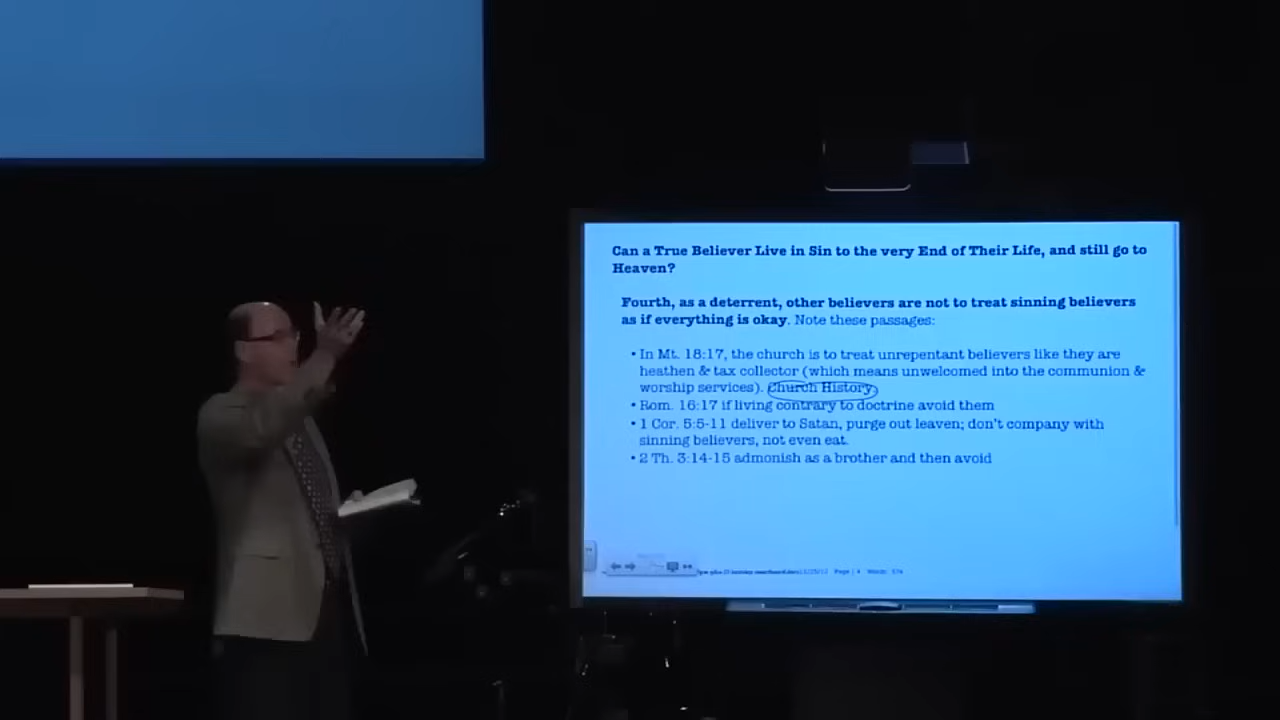 Can a True Believer Live in Sin to the very End of Their Life, and still go to
Heaven?
Fourth, as a deterrent, other believers are not to treat sinning believers
as if everything is okay. Note these passages:
• In Mt. 18:17, the church is to treat unrepentant believers like they are
heathen & tax collector (which means unwelcomed into the communion &
worship services). Church History.
• Rom. 16:17 if living contrary to doctrine avoid them
• 1 Cor. 5:5-11 deliver to Satan, purge out leaven; don't company with
sinning believers, not even eat.
• 2 Th. 3:14-15 admonish as a brother and then avoid
Page | 4 Words: